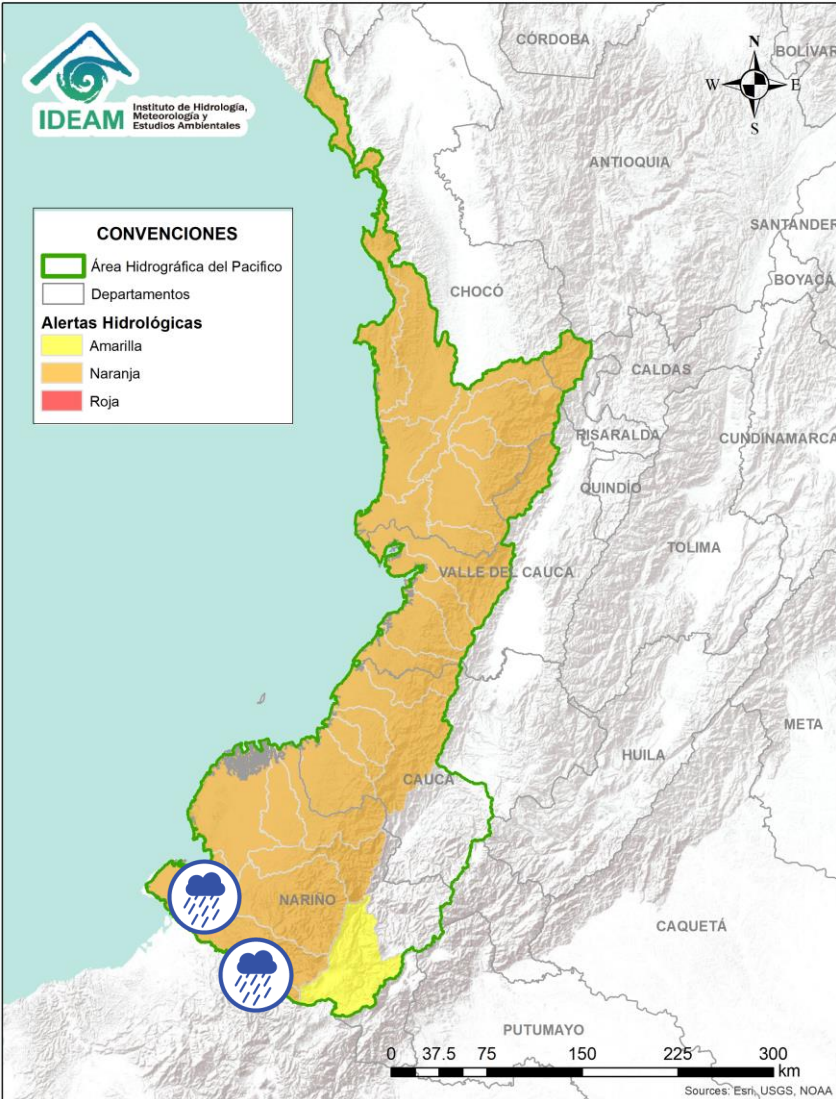 IDEAM
Instituto de Hidrología,
Meteorología y
Estudios Ambientales
N
W
E
S
CONVENCIONES
Área Hidrográfica del Pacifico
Departamentos
Alertas Hidrológicas
Amarilla
Naranja
Roja
CÓRDOBA
BOLÍVAR
ANTIOQUIA
SANTANDER
BOYACÁ
CHOCÓ
CALDAS
RISARALDA
CUNDINAMARCA
QUINDÍO
TOLIMA
VALLE DEL CAUCA
META
HUILA
CAUCA
NARIÑO
CAQUETÁ
PUTUMAYO
0 37.5 75 150 225 300
km
Sources: Esri, USGS, NOAA